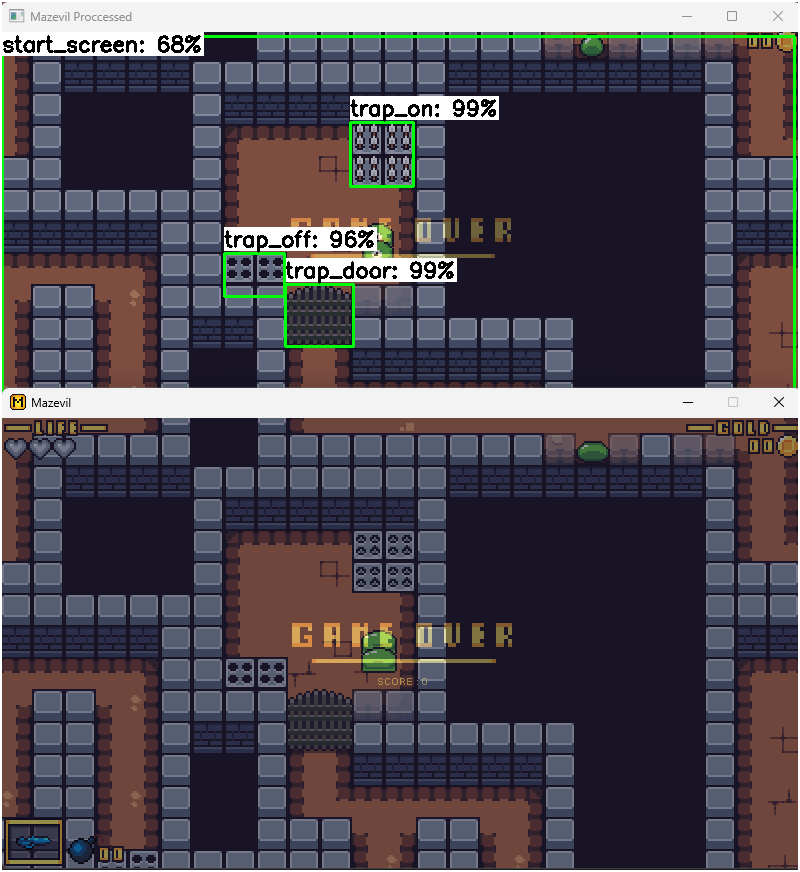 Mazevil Proccessed
start_screen: 68%
00
trap_on: 99%
GAME OVER
trap_off: 96%
trap_door: 99%
Mazevil
LIFE
GOLD
00
GAME OVER
SCORE:0
00